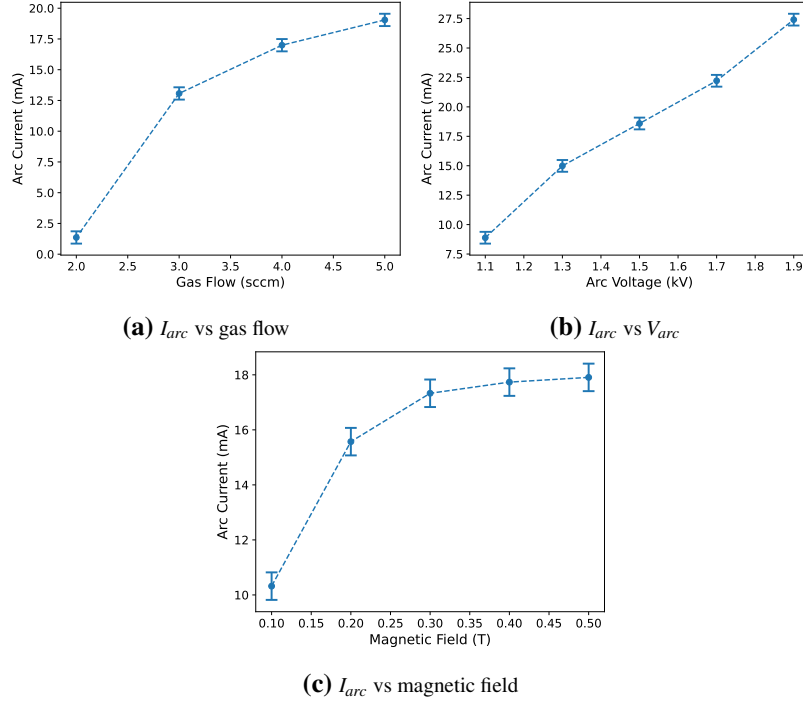 20.0
17.5
15.0
12.5
10.0
7.5
5.0
2.5
0.0
Arc Current (mA)
2.0 2.5 3.0 3.5 4.0 4.5 5.0
Gas Flow (sccm)
(a) I_arc vs gas flow
27.5
25.0
22.5
20.0
17.5
15.0
12.5
10.0
7.5
Arc Current (mA)
1.1 1.2 1.3 1.4 1.5 1.6 1.7 1.8 1.9
Arc Voltage (kV)
(b) I_arc vs V_arc
18
16
14
12
10
Arc Current (mA)
0.10 0.15 0.20 0.25 0.30 0.35 0.40 0.45 0.50
Magnetic Field (T)
(c) I_arc vs magnetic field